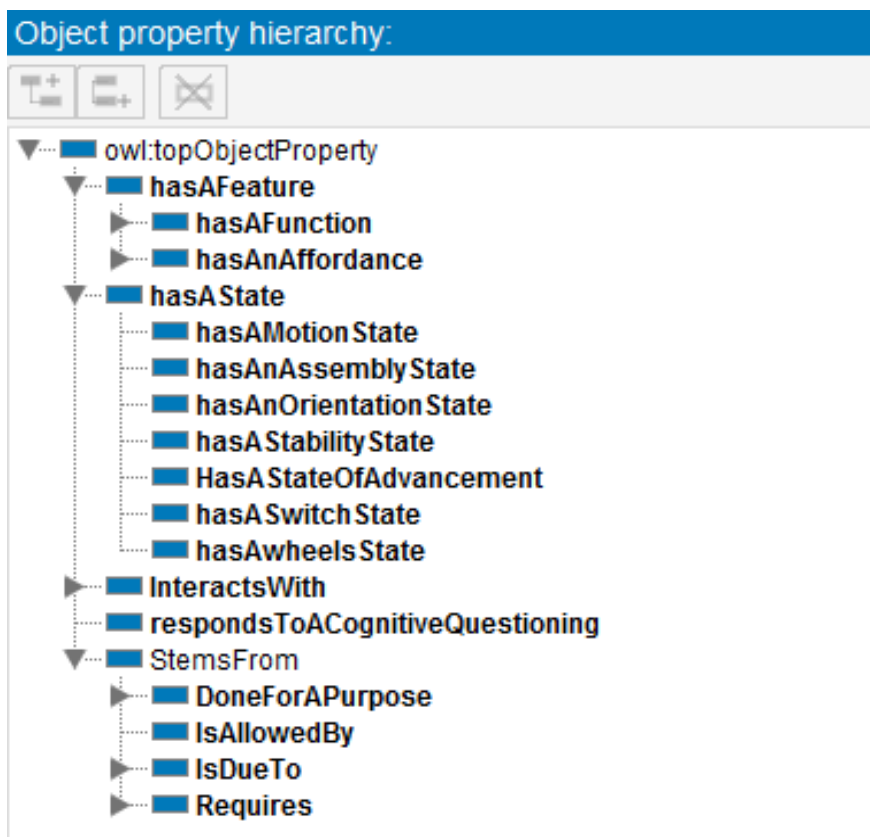 Object property hierarchy:
owl:topObjectProperty
hasAFeature
hasAFunction
hasAnAffordance
hasAState
hasAMotionState
hasAnAssemblyState
hasAnOrientationState
hasAStabilityState
HasAStateOfAdvancement
hasASwitchState
hasAwheelsState
InteractsWith
respondsToACognitiveQuestioning
StemsFrom
DoneForAPurpose
IsAllowedBy
IsDueTo
Requires